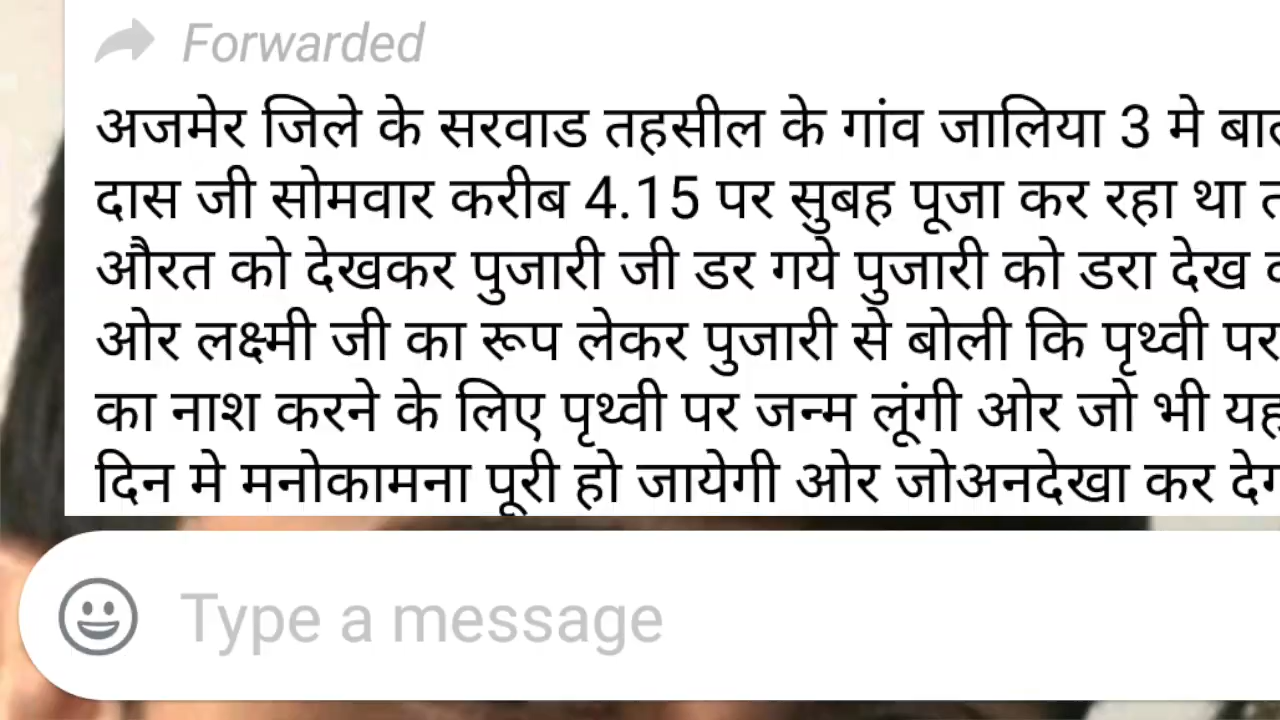 Forwarded
अजमेर जिले के सरवाड तहसील के गांव जालिया 3 मे
दास जी सोमवार करीब 4.15 पर सुबह पूजा कर रहा था
औरत को देखकर पुजारी जी डर गये पुजारी को डरा देख
ओर लक्ष्मी जी का रूप लेकर पुजारी से बोली कि पृथ्वी पर
का नाश करने के लिए पृथ्वी पर जन्म लूंगी ओर जो भी
दिन मे मनोकामना पूरी हो जायेगी ओर जोअनदेखा कर
Type a message